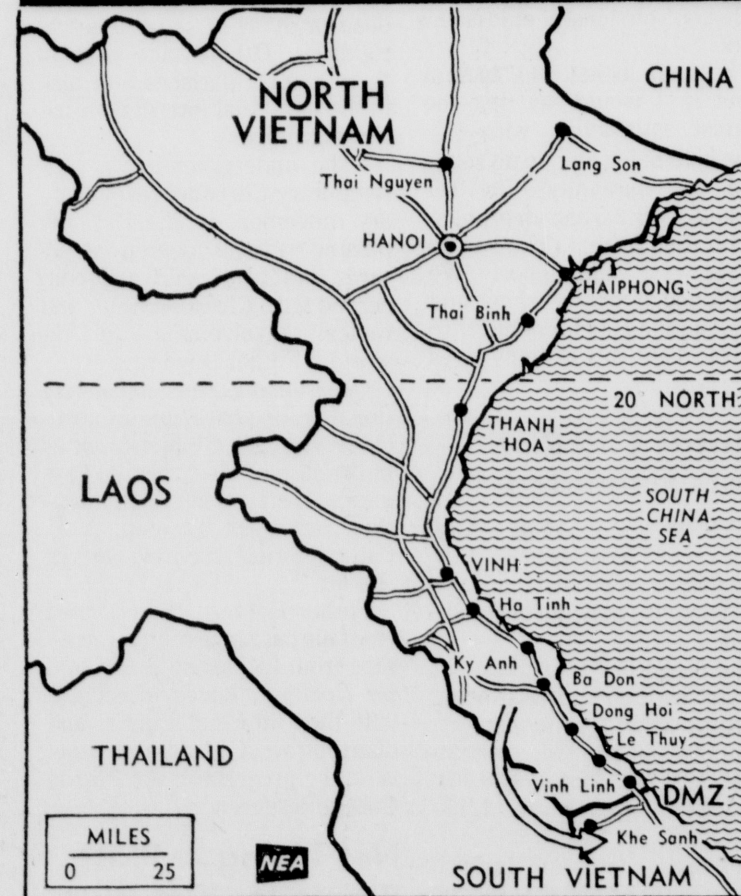 CHINA
NORTH
VIETNAM
Lang Son
Thai Nguyen
HANOI
HAIPHONG
Thai Binh
20 NORTH
THANH
HOA
LAOS
SOUTH
CHINA
SEA
VINH
Ha Tinh
Ky Anh
Ba Don
Dong Hoi
Le Thuy
THAILAND
Vinh Linh
DMZ
MILES
0 25
NEA
Khe Sanh
SOUTH VIETNAM